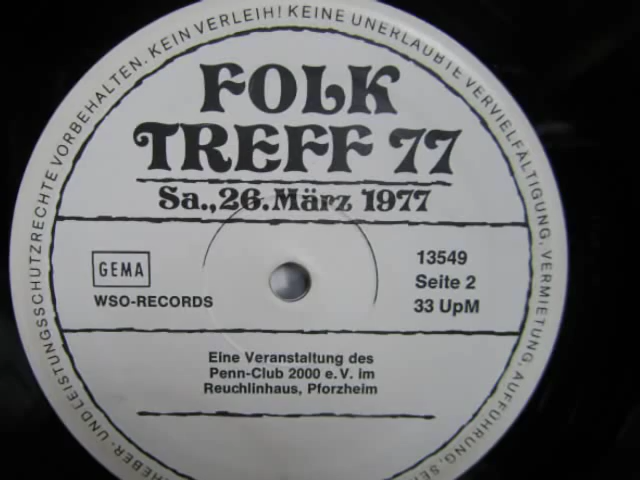 HEBER- UND LEISTUNGSSCHUTZRECHTE VORBEHALTEN. KEIN VERLEIH! KEINE UNERLAUBTE VERVIELFÄLTIGUNG, VERMIETUNG, AUFFÜHRUNG,
FOLK
TREFF 77
Sa., 26. März 1977
GEMA
WSO-RECORDS
13549
Seite 2
33 UpM
Eine Veranstaltung des
Penn-Club 2000 e. V. im
Reuchlinhaus, Pforzheim